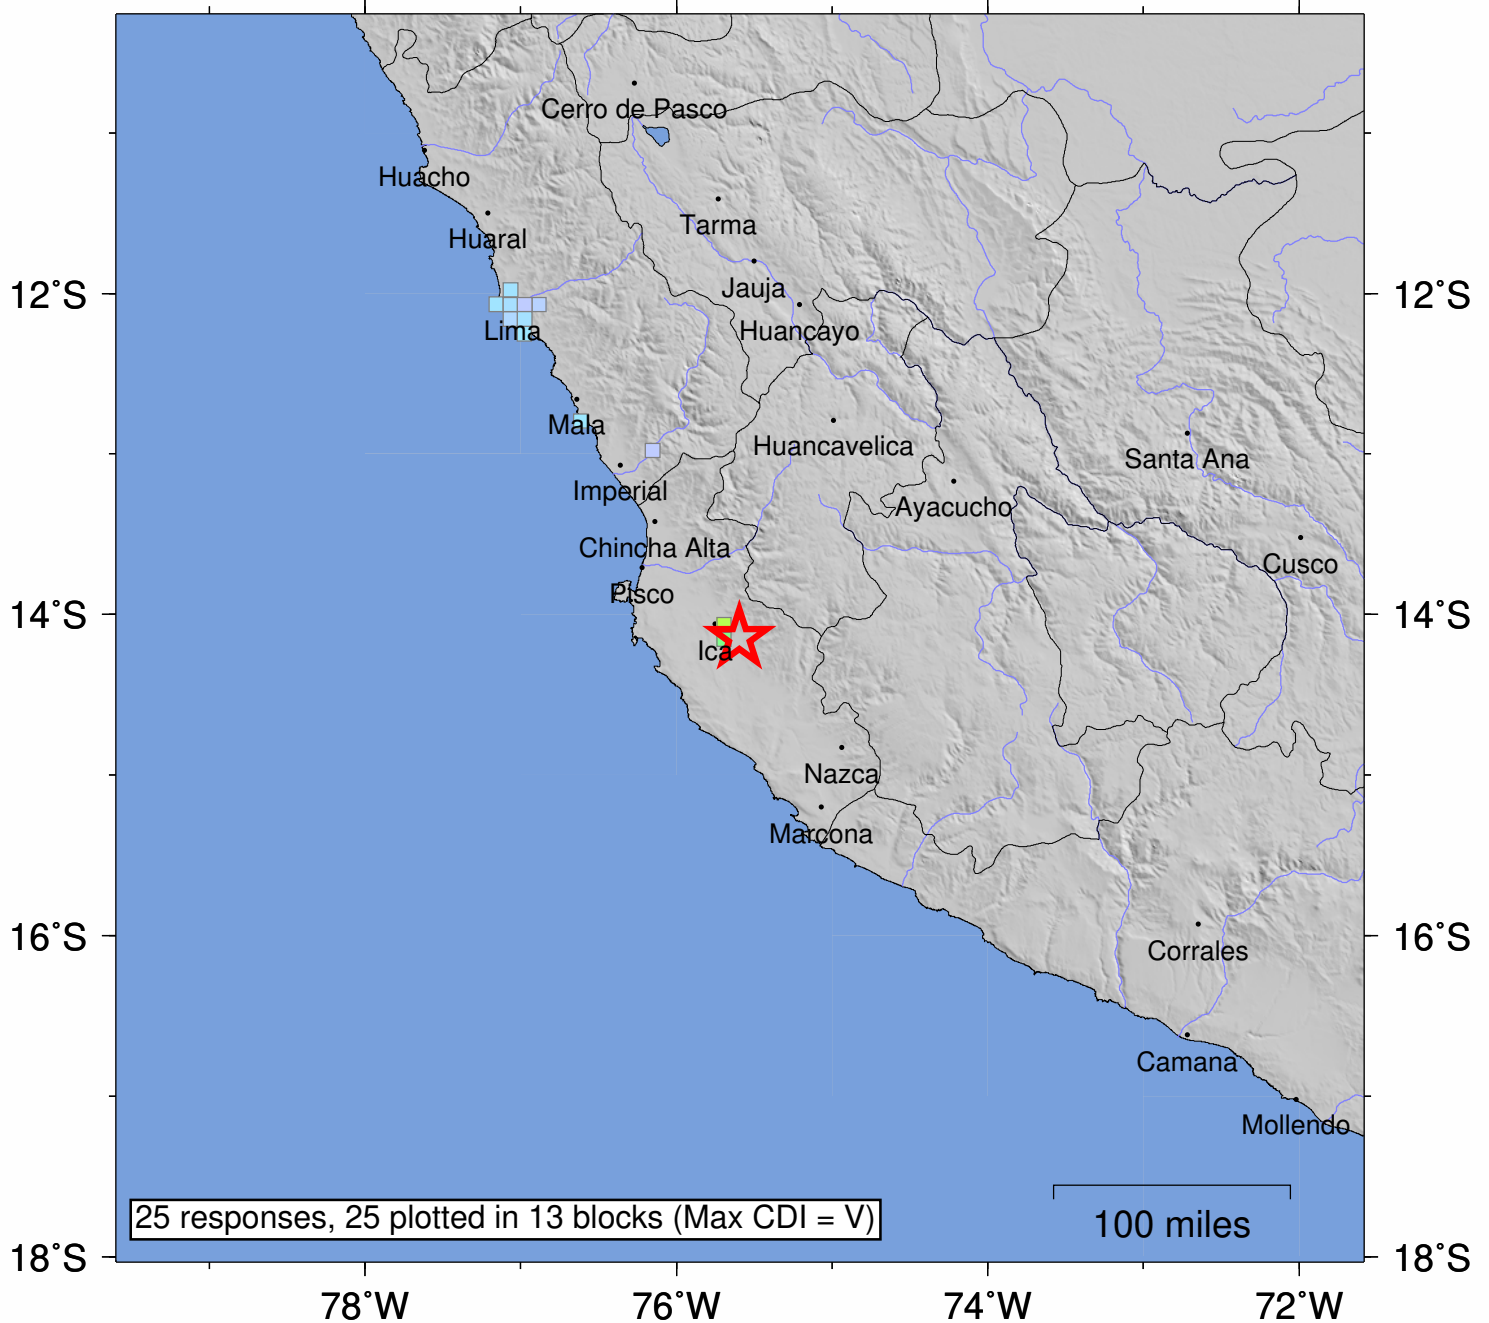 Cerro de Pasco
Huacho
Tarma
Huaral
Jauja
12°S
12°S
Huancayo
Lima
Mala
Huancavelica
Santa Ana
Imperial
Ayacucho
Chincha Alta
Cusco
Pisco
14°S
14°S
Ica
Nazca
Marcona
16°S
16°S
Corrales
Camana
Mollendo
25 responses, 25 plotted in 13 blocks (Max CDI = V)
100 miles
18°S
18°S
78°W
76°W
74°W
72°W